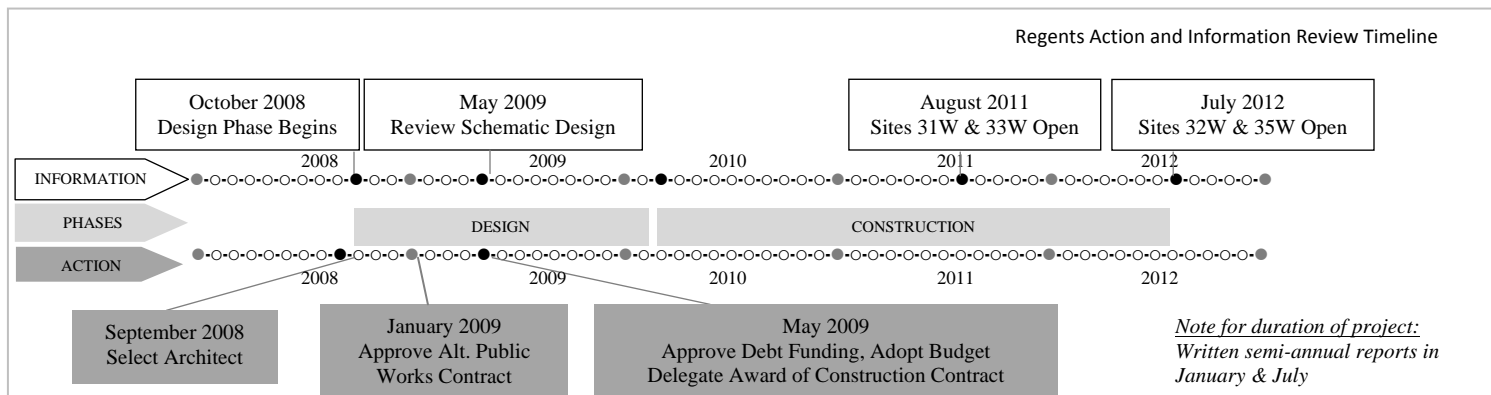 Regents Action and Information Review Timeline
October 2008
Design Phase Begins
May 2009
Review Schematic Design
August 2011
Sites 31W & 33W Open
July 2012
Sites 32W & 35W Open
2008
2009
2010
2011
2012
INFORMATION
PHASES
DESIGN
CONSTRUCTION
ACTION
2008
2009
2010
2011
2012
September 2008
Select Architect
January 2009
Approve Alt. Public
Works Contract
May 2009
Approve Debt Funding, Adopt Budget
Delegate Award of Construction Contract
Note for duration of project:
Written semi-annual reports in
January & July